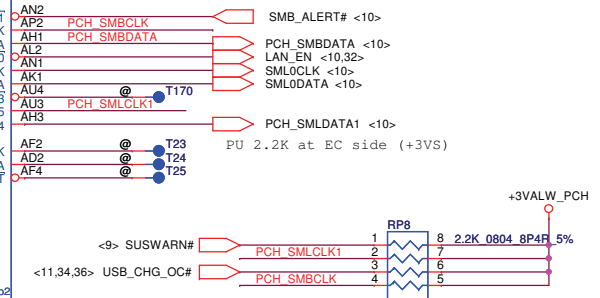 AN2 SMB_ALERT# <10>
AP2 PCH_SMBCLK
AH1 PCH_SMBDATA PCH_SMBDATA <10>
AL2 LAN_EN <10,32>
AN1 SML0CLK <10>
AK1 SML0DATA <10>
AU4 @ T170
AU3 PCH_SMLCLK1
AH3 PCH_SMLDATA1 <10>
PU 2.2K at EC side (+3VS)
AF2 @ T23
AD2 @ T24
AF4 @ T25
+3VALW_PCH
RP8
<9> SUSWARN# 1 8 2.2K_0804_8P4R_5%
PCH_SMLCLK1 2 7
<11,34,36> USB_CHG_OC# 3 6
PCH_SMBCLK 4 5